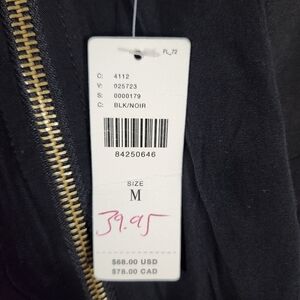 FL_72
C: 4112
V: 025723
S: 0000179
C: BLK/NOIR
84250646
SIZE
M
39.95
$68.00 USD
$78.00 CAD